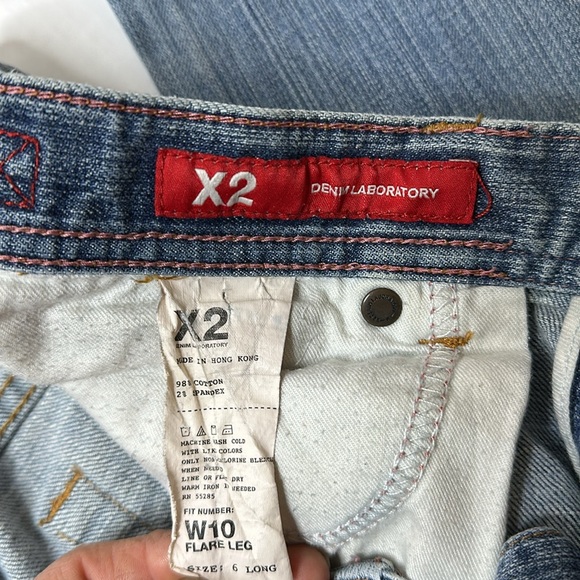 X2 DENIM LABORATORY
X2
DENIM LABORATORY
MADE IN HONG KONG
98% COTTON
2% SPANDEX
MACHINE WASH COLD
WITH LIK COLORS
ONLY NON-CHLORINE BLEACH
WHEN NEEDED
LINE OR FLAT DRY
WARM IRON IF NEEDED
RN 55285
FIT NUMBER:
W10
FLARE LEG
SIZE: 6 LONG